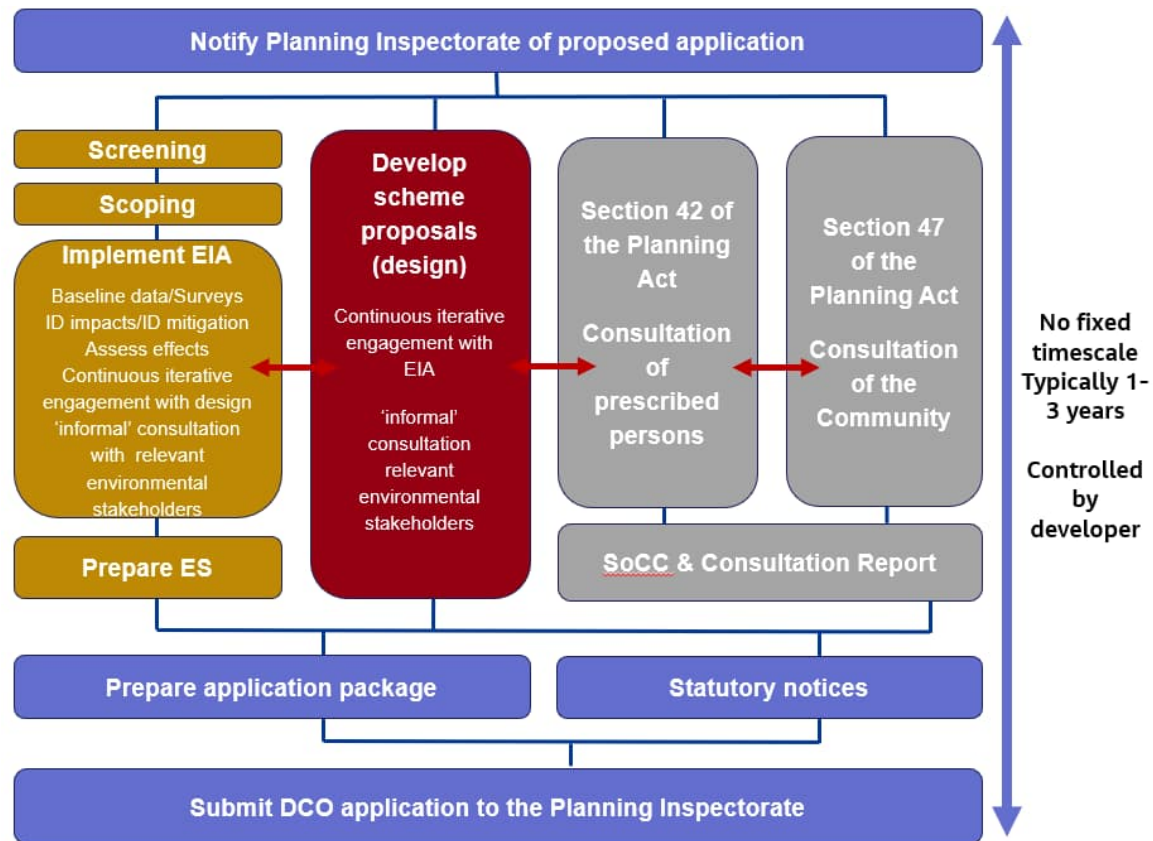 Notify Planning Inspectorate of proposed application
Screening
Scoping
Implement EIA
Baseline data/Surveys
ID impacts/ID mitigation
Assess effects
Continuous iterative
engagement with design
‘informal’ consultation
with relevant
environmental
stakeholders
Prepare ES
Develop
scheme
proposals
(design)
Continuous iterative
engagement with
EIA
‘informal’
consultation
relevant
environmental
stakeholders
Section 42 of
the Planning
Act
Consultation
of
prescribed
persons
Section 47
of the
Planning Act
Consultation
of the
Community
SoCC & Consultation Report
No fixed
timescale
Typically 1-
3 years
Controlled
by
developer
Prepare application package
Statutory notices
Submit DCO application to the Planning Inspectorate